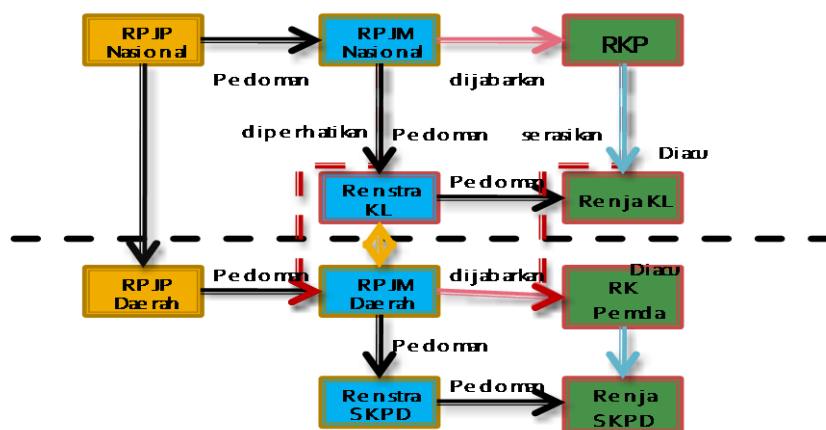 RPJP
Nasional
RPJM
Nasional
RKP
Pedoman
dijabarkan
diperhatikan
Pedoman
serasikan
Diacu
Renstra
KL
Pedoman
Renja KL
RPJP
Daerah
Pedoman
RPJM
Daerah
dijabarkan
Diacu
RK
Pemda
Pedoman
Renstra
SKPD
Pedoman
Renja
SKPD